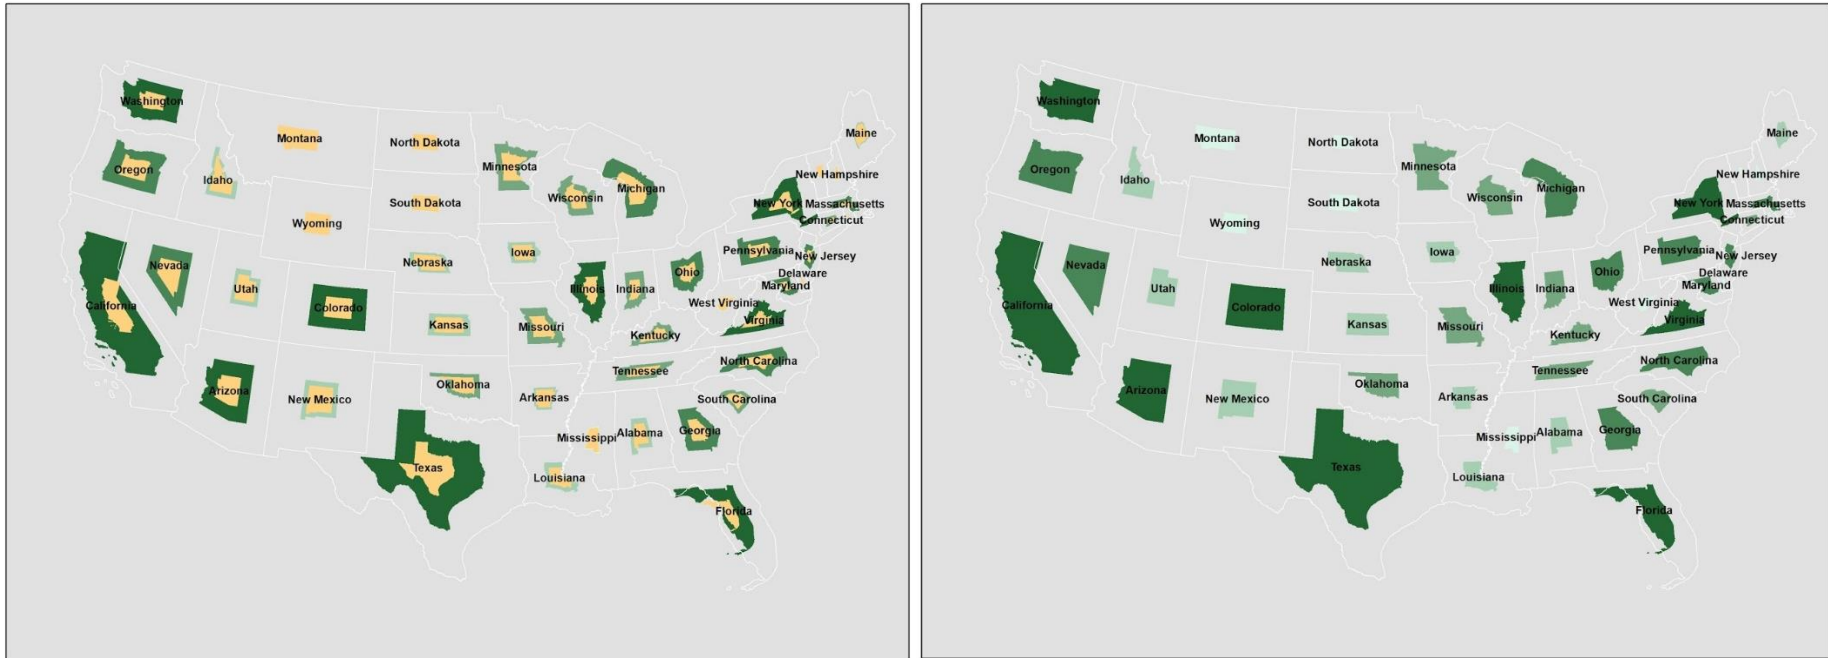 Washington
Montana
North Dakota
Minnesota
Maine
Oregon
Idaho
Wisconsin
Michigan
New Hampshire
South Dakota
New York
Massachusetts
Wyoming
Connecticut
Nevada
Nebraska
Iowa
Pennsylvania
New Jersey
Utah
Ohio
Delaware
California
Colorado
Illinois
Indiana
Maryland
West Virginia
Kansas
Missouri
Kentucky
Virginia
North Carolina
Tennessee
Arizona
New Mexico
Oklahoma
Arkansas
South Carolina
Mississippi
Alabama
Georgia
Texas
Louisiana
Florida
Washington
Montana
North Dakota
Minnesota
Maine
Oregon
Idaho
Wisconsin
Michigan
New Hampshire
South Dakota
New York
Massachusetts
Wyoming
Connecticut
Nevada
Nebraska
Iowa
Pennsylvania
New Jersey
Utah
Ohio
Delaware
California
Colorado
Illinois
Indiana
Maryland
West Virginia
Kansas
Missouri
Kentucky
Virginia
North Carolina
Tennessee
Arizona
New Mexico
Oklahoma
Arkansas
South Carolina
Mississippi
Alabama
Georgia
Texas
Louisiana
Florida